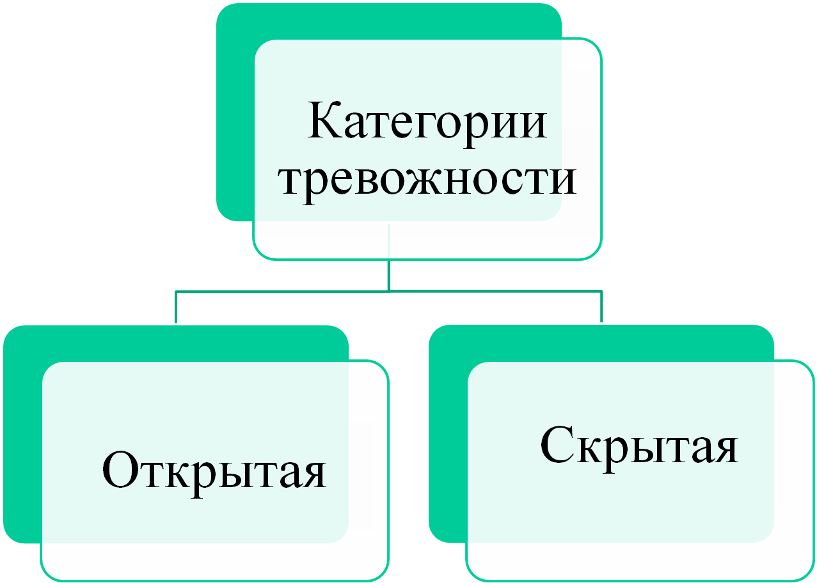 Категории
тревожности
Открытая
Скрытая